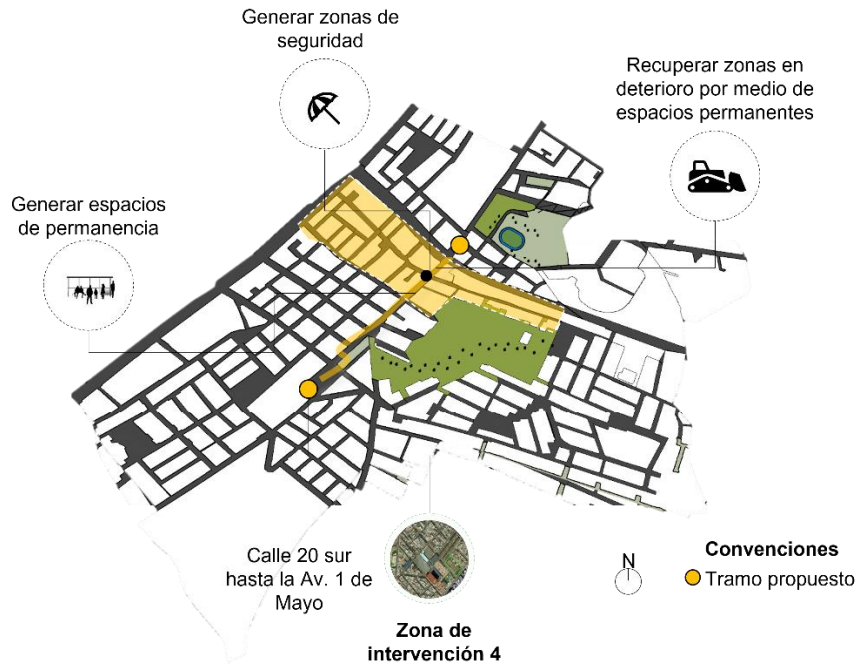 Generar zonas de
seguridad
Recuperar zonas en
deterioro por medio de
espacios permanentes
Generar espacios
de permanencia
Calle 20 sur
hasta la Av. 1 de
Mayo
Zona de
intervención 4
N
Convenciones
Tramo propuesto